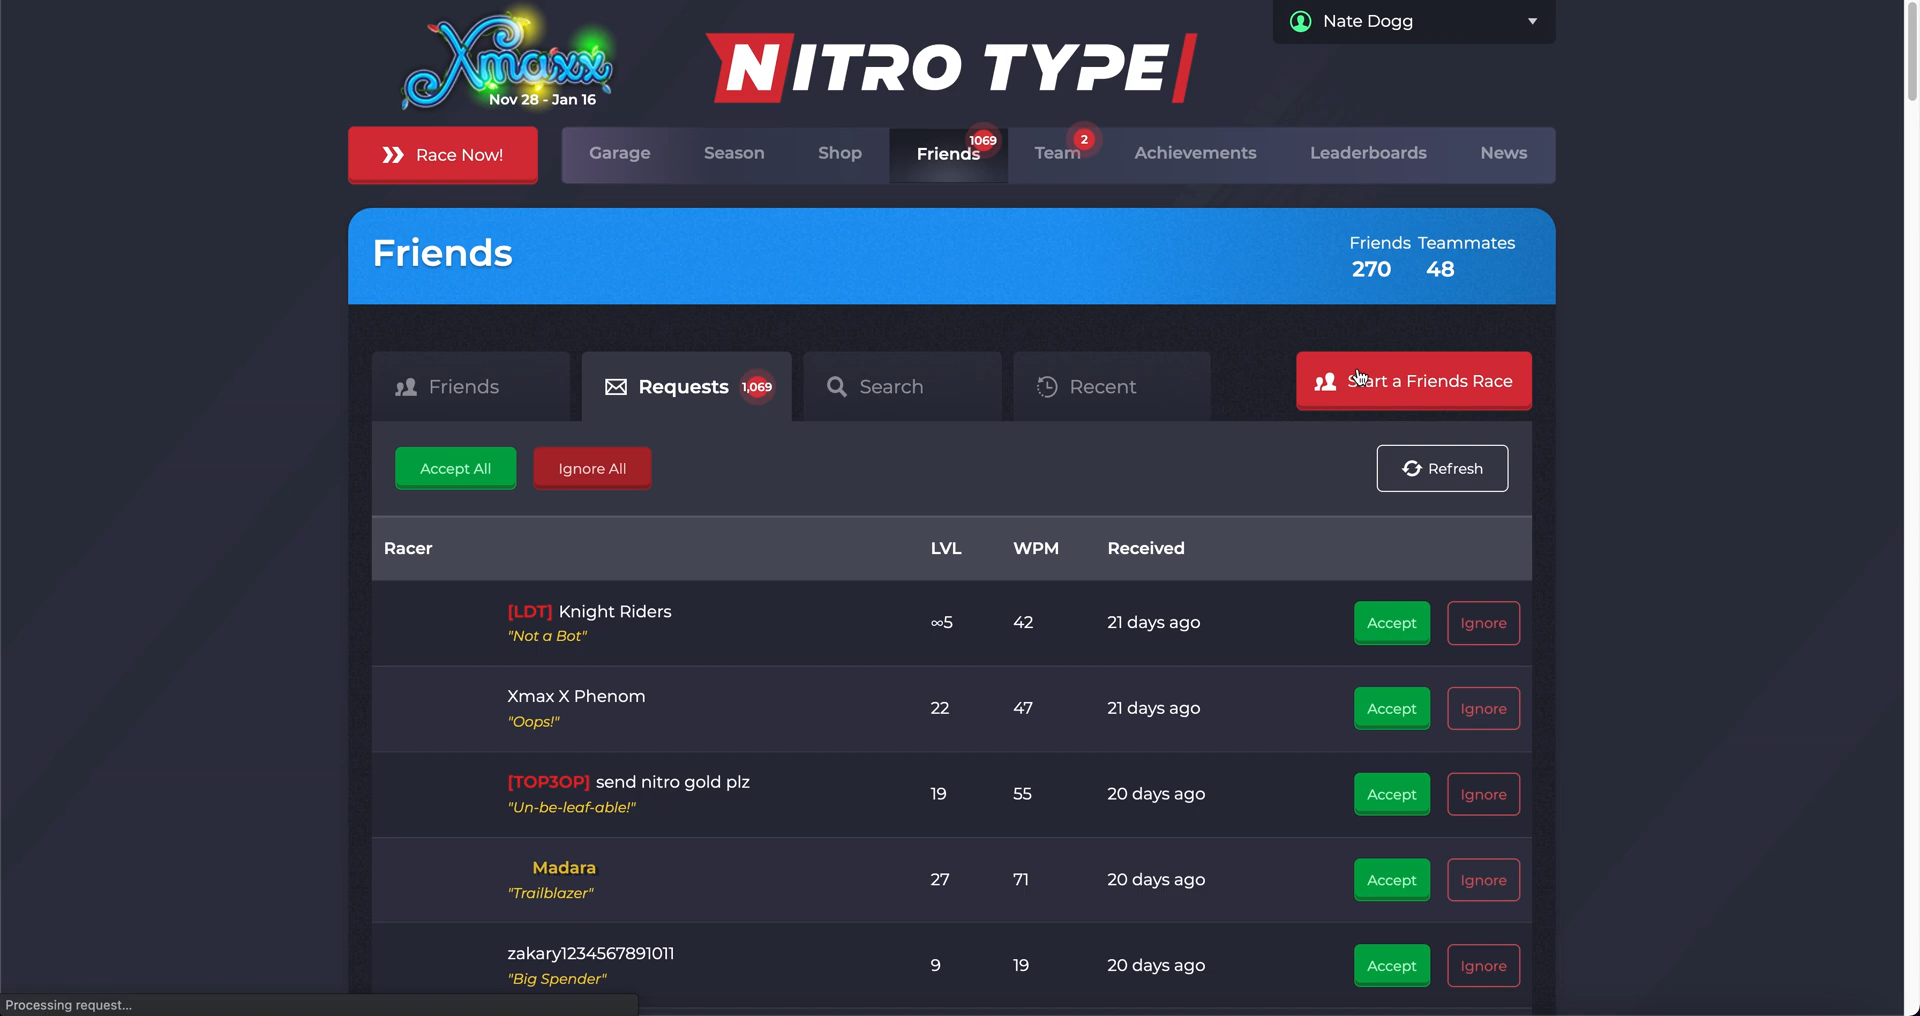 Xmaxx
Nov 28 - Jan 16
NITRO TYPE
Nate Dogg
Race Now!
Garage
Season
Shop
Friends
1069
Team
2
Achievements
Leaderboards
News
Friends
Friends Teammates
270 48
Friends
Requests 1,069
Search
Recent
Start a Friends Race
Accept All
Ignore All
Refresh
Racer LVL WPM Received
[LDT] Knight Riders
"Not a Bot"
∞5 42 21 days ago Accept Ignore
Xmax X Phenom
"Oops!"
22 47 21 days ago Accept Ignore
[TOP3OP] send nitro gold plz
"Un-be-leaf-able!"
19 55 20 days ago Accept Ignore
Madara
"Trailblazer"
27 71 20 days ago Accept Ignore
zakary1234567891011
"Big Spender"
9 19 20 days ago Accept Ignore
Processing request...